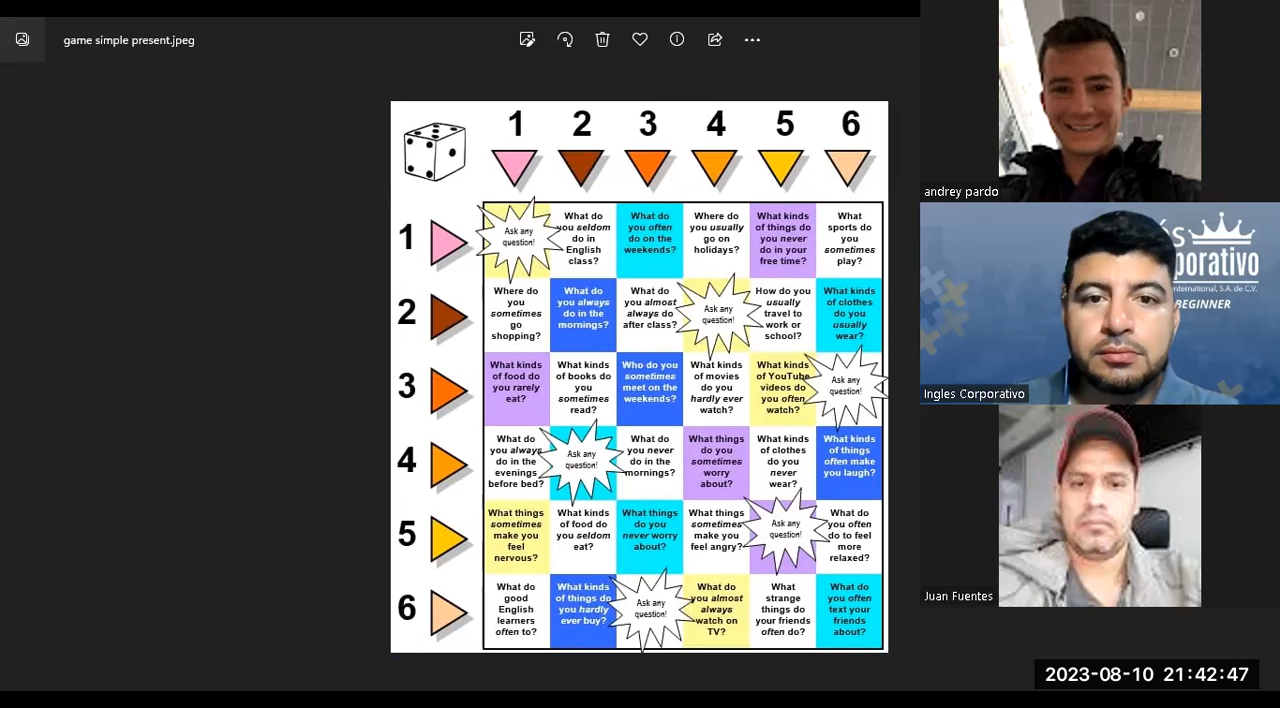 game simple present.jpeg
1 2 3 4 5 6
1
Ask any
question!
What do
you seldom
do in
English
class?
What do
you often
do on the
weekends?
Where do
you usually
go on
holidays?
What kinds
of things do
you never
do in your
free time?
What
sports do
you
sometimes
play?
2
Where do
you
sometimes
go
shopping?
What do
you always
do in the
mornings?
What do
you almost
always do
after class?
Ask any
question!
How do you
usually
travel to
work or
school?
What kinds
of clothes
do you
usually
wear?
3
What kinds
of food do
you rarely
eat?
What kinds
of books do
you
sometimes
read?
Who do you
sometimes
meet on the
weekends?
What kinds
of movies
do you
hardly ever
watch?
What kinds
of YouTube
videos do
you often
watch?
Ask any
question!
4
What do
you always
do in the
evenings
before bed?
Ask any
question!
What do
you never
do in the
mornings?
What things
do you
sometimes
worry
about?
What kinds
of clothes
do you
never
wear?
What kinds
of things
often make
you laugh?
5
What things
sometimes
make you
feel
nervous?
What kinds
of food do
you seldom
eat?
What things
do you
never worry
about?
What things
sometimes
make you
feel angry?
Ask any
question!
What do
you often
do to feel
more
relaxed?
6
What do
good
English
learners
often to?
What kinds
of things do
you hardly
ever buy?
Ask any
question!
What do
you almost
always
watch on
TV?
What
strange
things do
your friends
often do?
What do
you often
text your
friends
about?
andrey pardo
és
porativo
nternational, S.A. de C.V.
BEGINNER
Ingles Corporativo
Juan Fuentes
2023-08-10 21:42:47